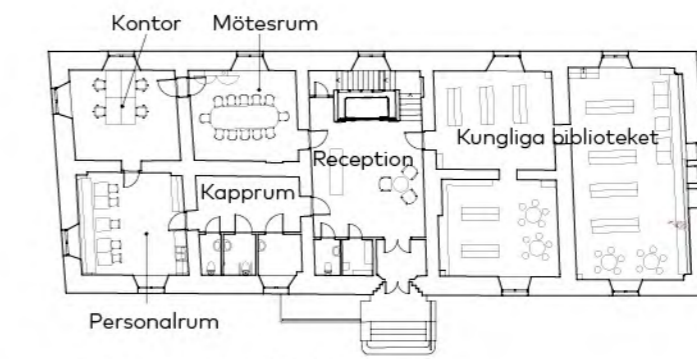 Kontor
Mötesrum
Reception
Kungliga biblioteket
Kapprum
Personalrum